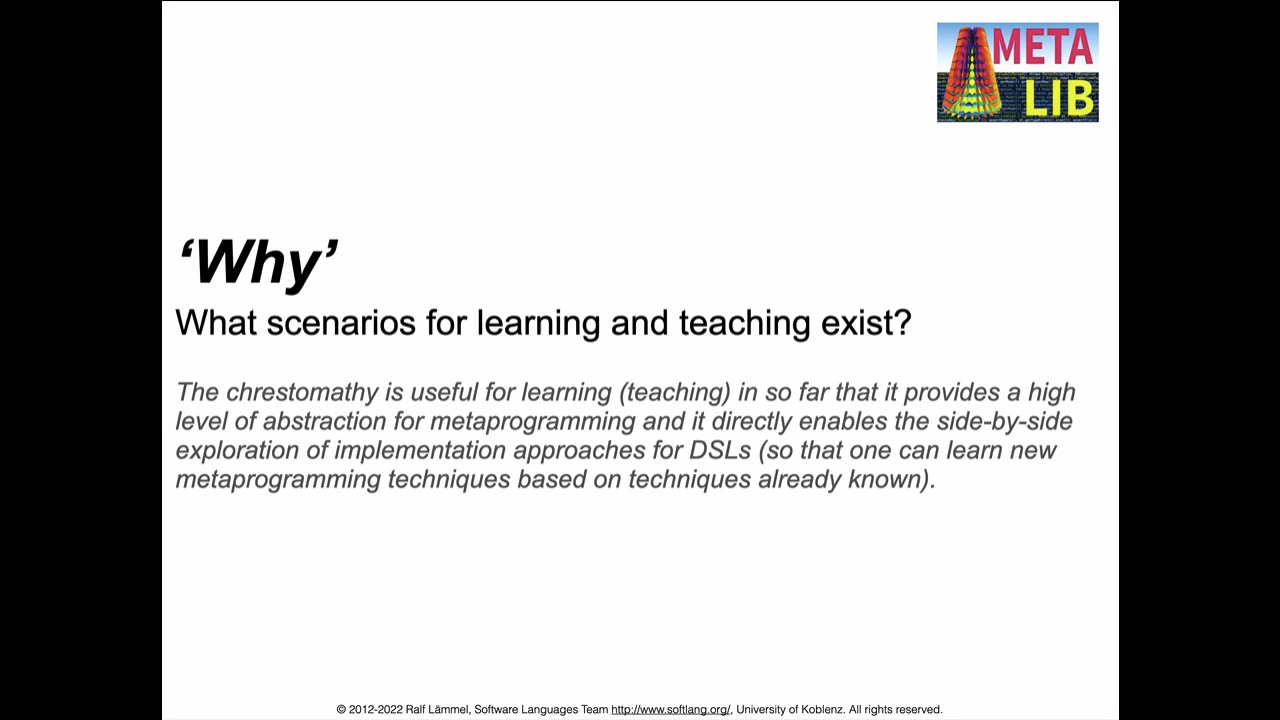 META
LIB
‘Why’
What scenarios for learning and teaching exist?
The chrestomathy is useful for learning (teaching) in so far that it provides a high
level of abstraction for metaprogramming and it directly enables the side-by-side
exploration of implementation approaches for DSLs (so that one can learn new
metaprogramming techniques based on techniques already known).
© 2012-2022 Ralf Lämmel, Software Languages Team http://www.softlang.org/, University of Koblenz. All rights reserved.